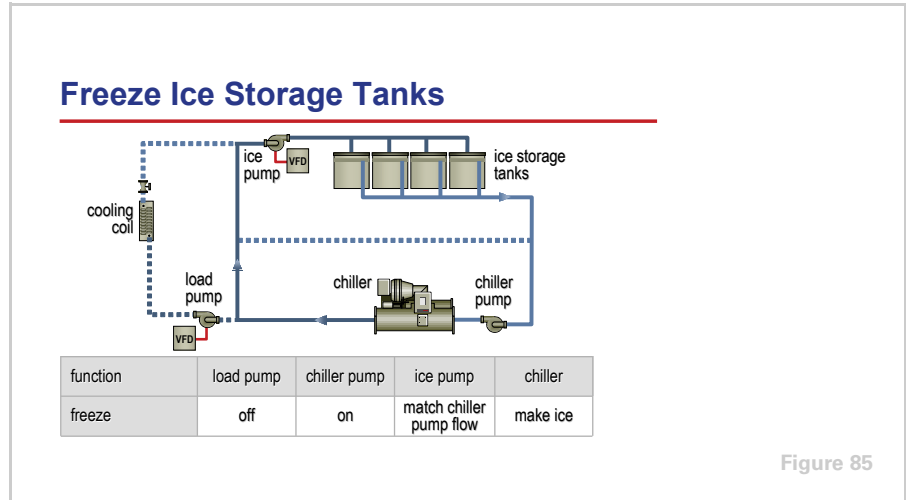 Freeze Ice Storage Tanks
ice
pump
VFD
ice storage
tanks
cooling
coil
load
pump
VFD
chiller
chiller
pump
function load pump chiller pump ice pump chiller
freeze off on match chiller pump flow make ice
Figure 85